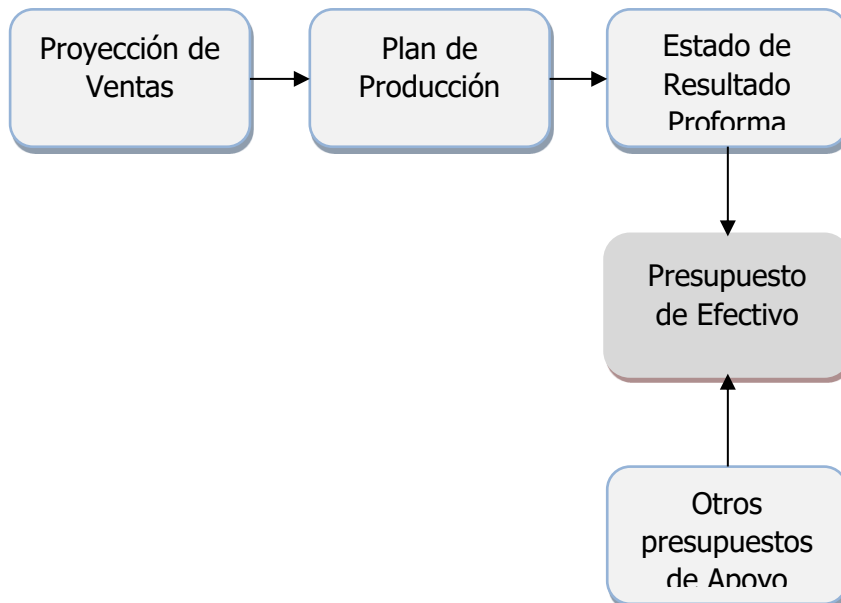 Proyección de
Ventas
Plan de
Producción
Estado de
Resultado
Proforma
Presupuesto
de Efectivo
Otros
presupuestos
de Apoyo